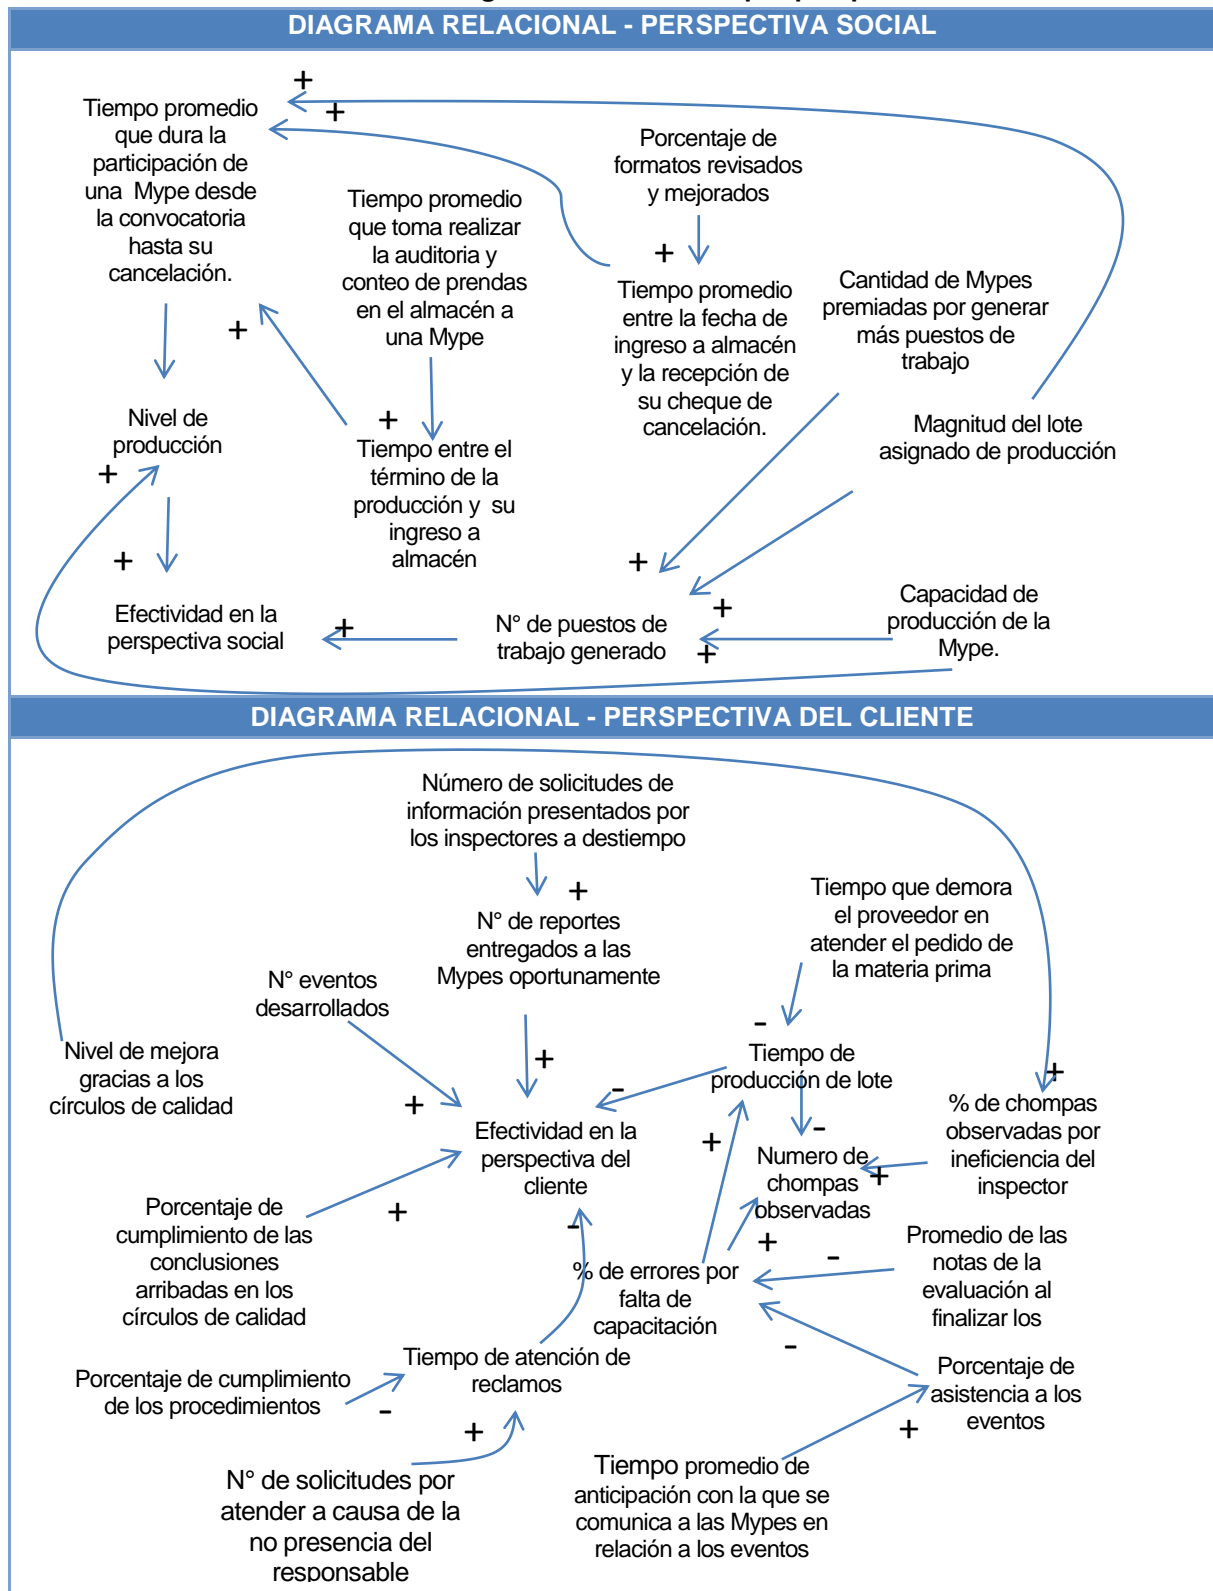 DIAGRAMA RELACIONAL - PERSPECTIVA SOCIAL
+
+
Tiempo promedio
que dura la
participación de
una Mype desde
la convocatoria
hasta su
cancelación.
Porcentaje de
formatos revisados
y mejorados
Tiempo promedio
que toma realizar
la auditoria y
conteo de prendas
en el almacén a
una Mype
+
Tiempo promedio
entre la fecha de
ingreso a almacén
y la recepción de
su cheque de
cancelación.
Cantidad de Mypes
premiadas por generar
más puestos de
trabajo
+
Nivel de
producción
+
+
Tiempo entre el
término de la
producción y su
ingreso a
almacén
Magnitud del lote
asignado de producción
+
+
Efectividad en la
perspectiva social
+
N° de puestos de
trabajo generado
+
+
Capacidad de
producción de la
Mype.
DIAGRAMA RELACIONAL - PERSPECTIVA DEL CLIENTE
Número de solicitudes de
información presentados por
los inspectores a destiempo
+
N° de reportes
entregados a las
Mypes oportunamente
Tiempo que demora
el proveedor en
atender el pedido de
la materia prima
N° eventos
desarrollados
-
Nivel de mejora
gracias a los
círculos de calidad
+
Tiempo de
producción de lote
+
-
% de chompas
observadas por
ineficiencia del
inspector
+
Efectividad en la
perspectiva del
cliente
+
-
Numero de
chompas
observadas
+
Porcentaje de
cumplimiento de las
conclusiones
arribadas en los
círculos de calidad
+
-
+
% de errores por
falta de
capacitación
-
Promedio de las
notas de la
evaluación al
finalizar los
-
Tiempo de atención de
reclamos
Porcentaje de cumplimiento
de los procedimientos
-
Porcentaje de
asistencia a los
eventos
+
+
N° de solicitudes por
atender a causa de la
no presencia del
responsable
Tiempo promedio de
anticipación con la que se
comunica a las Mypes en
relación a los eventos